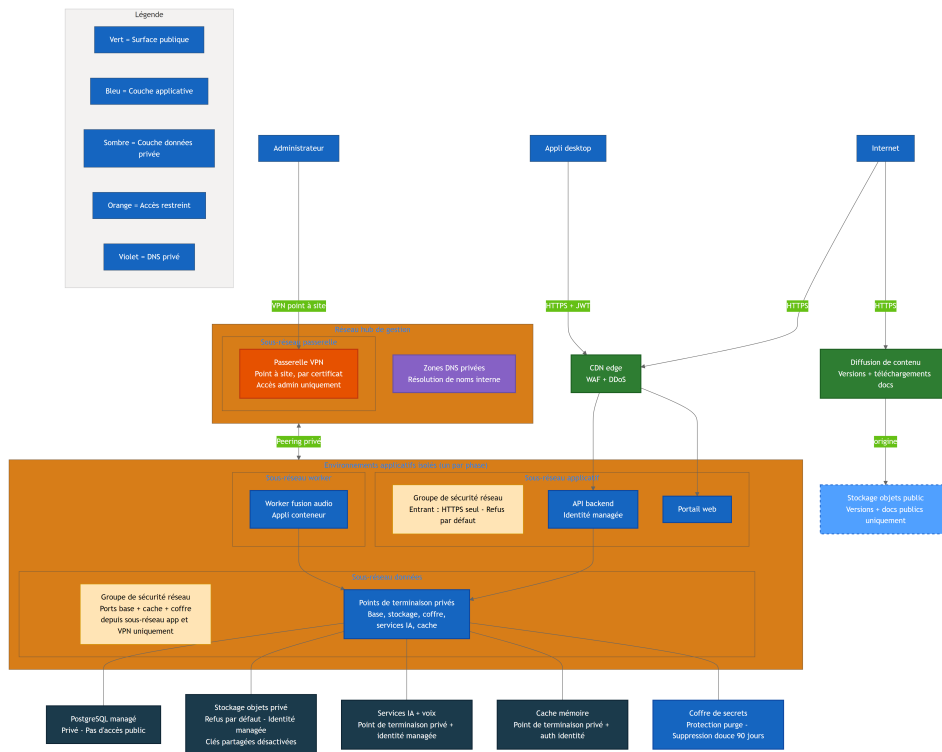 Légende
Vert = Surface publique
Bleu = Couche applicative
Sombre = Couche données
privée
Orange = Accès restreint
Violet = DNS privé
Administrateur
Appli desktop
Internet
VPN point à site
HTTPS + JWT
HTTPS
HTTPS
Réseau hub de gestion
Sous-réseau passerelle
Passerelle VPN
Point à site, par certificat
Accès admin uniquement
Zones DNS privées
Résolution de noms interne
CDN edge
WAF + DDoS
Diffusion de contenu
Versions + téléchargements
docs
Peering privé
origine
Environnements applicatifs isolés (un par phase)
Sous-réseau worker
Worker fusion audio
Appli conteneur
Sous-réseau applicatif
Groupe de sécurité réseau
Entrant : HTTPS seul - Refus
par défaut
API backend
Identité managée
Portail web
Stockage objets public
Versions + docs publics
uniquement
Sous-réseau données
Groupe de sécurité réseau
Ports base + cache + coffre
depuis sous-réseau app et
VPN uniquement
Points de terminaison privés
Base, stockage, coffre,
services IA, cache
PostgreSQL managé
Privé - Pas d'accès public
Stockage objets privé
Refus par défaut - Identité
managée
Clés partagées désactivées
Services IA + voix
Point de terminaison privé +
identité managée
Cache mémoire
Point de terminaison privé +
auth identité
Coffre de secrets
Protection purge -
Suppression douce 90 jours